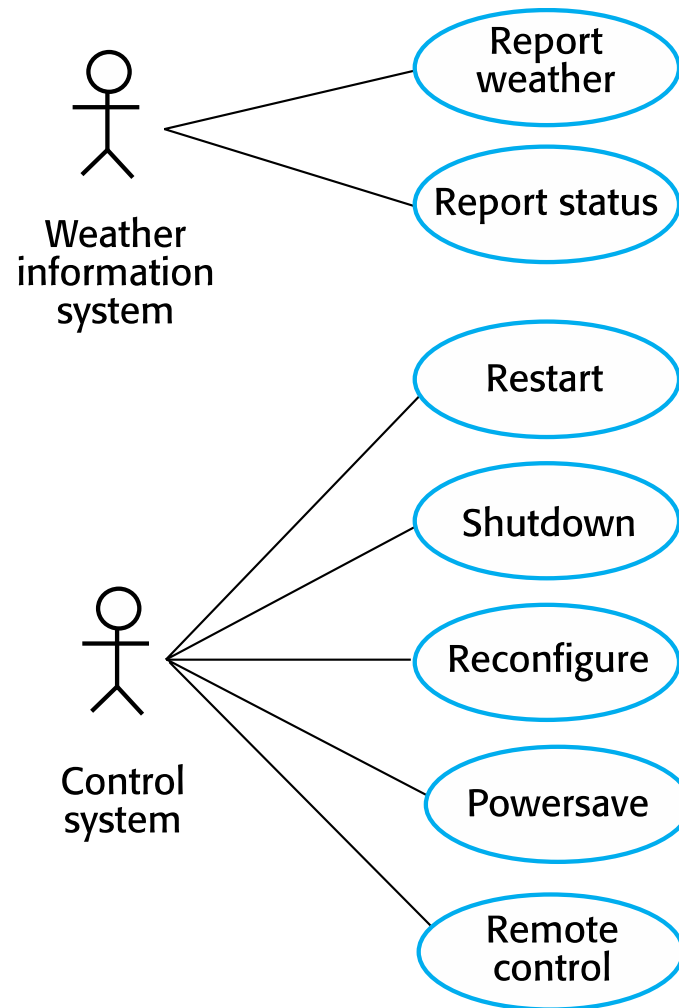 Report
weather
Report status
Weather
information
system
Restart
Shutdown
Reconfigure
Control
system
Powersave
Remote
control